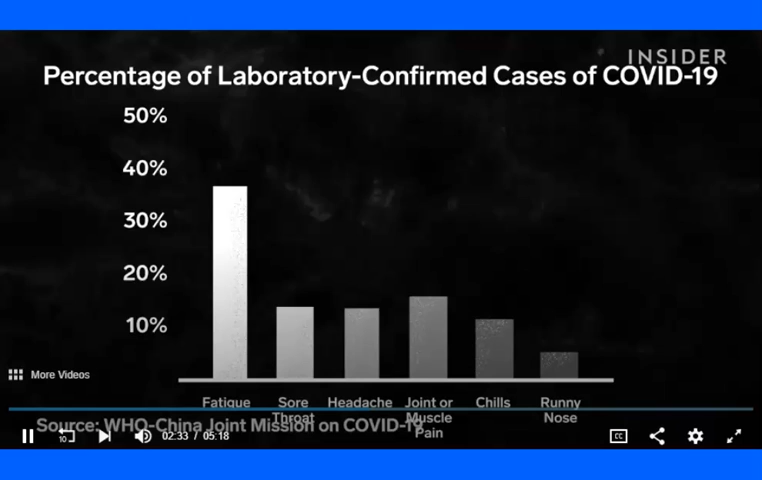 INSIDER
Percentage of Laboratory-Confirmed Cases of COVID-19
50%
40%
30%
20%
10%
More Videos
Fatigue Sore Throat Headache Joint or Muscle Pain Chills Runny Nose
Source: WHO-China Joint Mission on COVID-19
10 02:33 / 05:18 CC